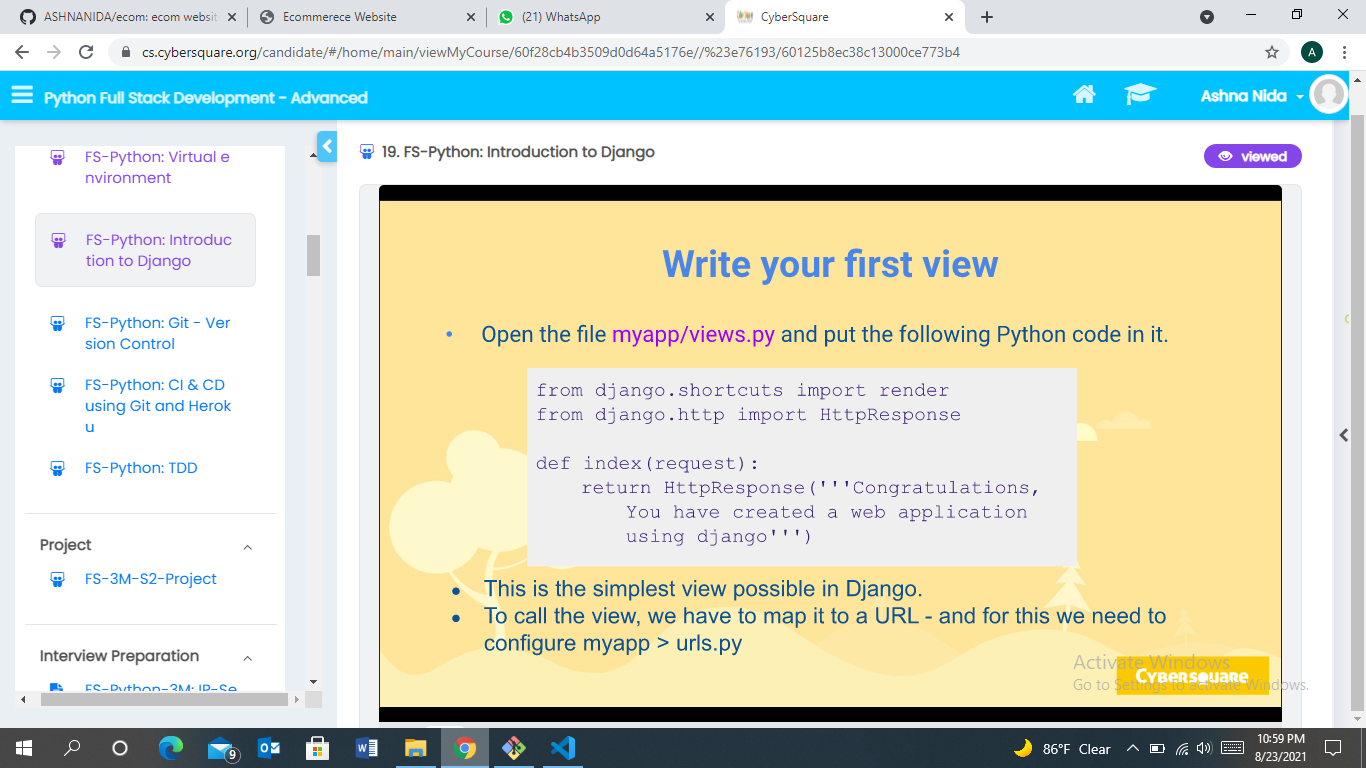 ASHNANIDA/ecom: ecom websit
Ecommerece Website
(21) WhatsApp
CyberSquare
cs.cybersquare.org/candidate/#/home/main/viewMyCourse/60f28cb4b3509d0d64a5176e//%23e76193/60125b8ec38c13000ce773b4
A
Python Full Stack Development - Advanced
Ashna Nida
FS-Python: Virtual e
nvironment
FS-Python: Introduc
tion to Django
FS-Python: Git - Ver
sion Control
FS-Python: CI & CD
using Git and Herok
u
FS-Python: TDD
Project
FS-3M-S2-Project
Interview Preparation
FS-Python-3M: IP-Se
19. FS-Python: Introduction to Django
viewed
Write your first view
• Open the file myapp/views.py and put the following Python code in it.
from django.shortcuts import render
from django.http import HttpResponse
def index(request):
return HttpResponse('''Congratulations,
You have created a web application
using django''')
• This is the simplest view possible in Django.
• To call the view, we have to map it to a URL - and for this we need to
configure myapp > urls.py
Activate Windows
Go to Settings to activate Windows.
CYBERSQUARE
9
86°F Clear
10:59 PM
8/23/2021